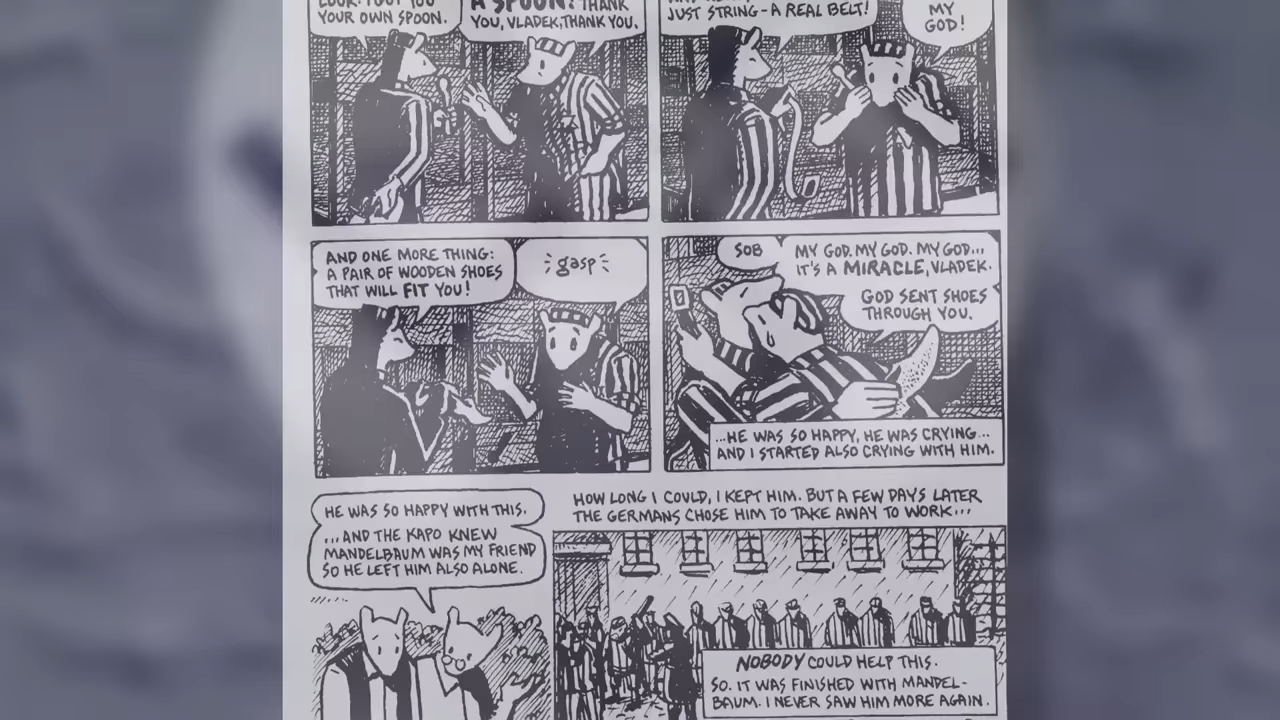 YOUR OWN SPOON.
A SPOON? THANK
YOU, VLADEK, THANK YOU.
JUST STRING - A REAL BELT!
MY
GOD!
AND ONE MORE THING:
A PAIR OF WOODEN SHOES
THAT WILL FIT YOU!
gasp
SOB
MY GOD. MY GOD. MY GOD...
IT'S A MIRACLE, VLADEK.
GOD SENT SHOES
THROUGH YOU.
...HE WAS SO HAPPY, HE WAS CRYING...
AND I STARTED ALSO CRYING WITH HIM.
HE WAS SO HAPPY WITH THIS.
...AND THE KAPO KNEW
MANDELBAUM WAS MY FRIEND
SO HE LEFT HIM ALSO ALONE.
HOW LONG I COULD, I KEPT HIM. BUT A FEW DAYS LATER
THE GERMANS CHOSE HIM TO TAKE AWAY TO WORK...
NOBODY COULD HELP THIS.
SO. IT WAS FINISHED WITH MANDEL-
BAUM. I NEVER SAW HIM MORE AGAIN.